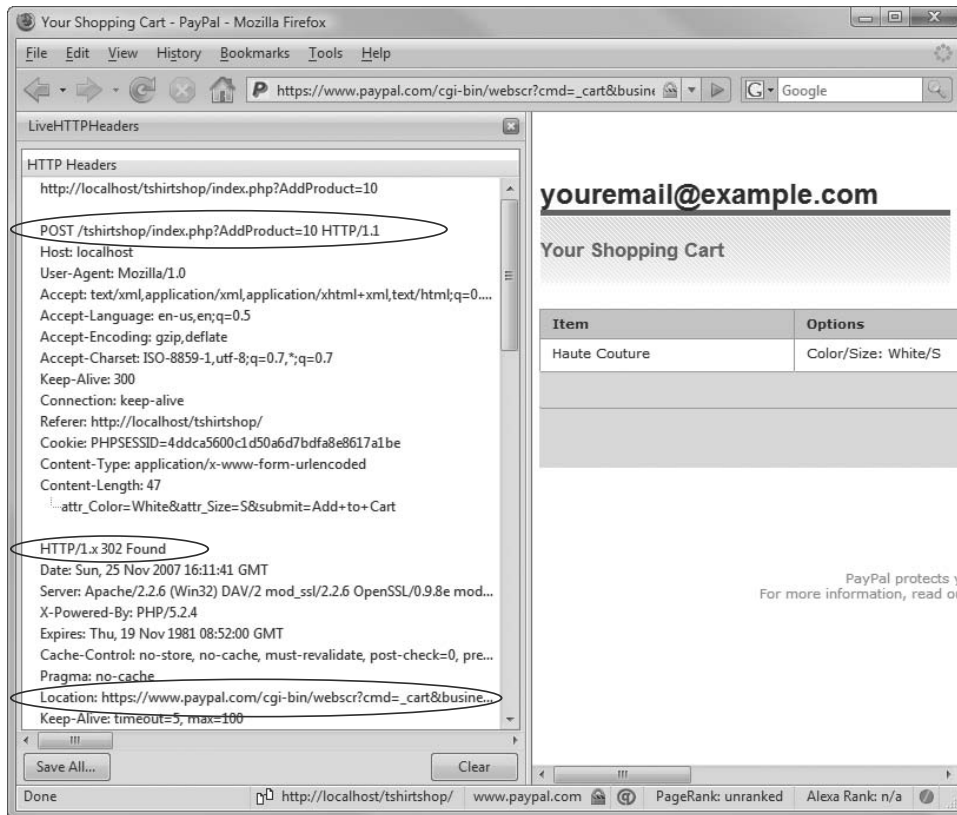 Your Shopping Cart - PayPal - Mozilla Firefox
File Edit View History Bookmarks Tools Help
https://www.paypal.com/cgi-bin/webscr?cmd=_cart&busine
G Google
LiveHTTPHeaders
HTTP Headers
http://localhost/tshirtshop/index.php?AddProduct=10
POST /tshirtshop/index.php?AddProduct=10 HTTP/1.1
Host: localhost
User-Agent: Mozilla/1.0
Accept: text/xml,application/xml,application/xhtml+xml,text/html;q=0....
Accept-Language: en-us,en;q=0.5
Accept-Encoding: gzip,deflate
Accept-Charset: ISO-8859-1,utf-8;q=0.7,*;q=0.7
Keep-Alive: 300
Connection: keep-alive
Referer: http://localhost/tshirtshop/
Cookie: PHPSESSID=4ddca5600c1d50a6d7bdfa8e8617a1be
Content-Type: application/x-www-form-urlencoded
Content-Length: 47
attr_Color=White&attr_Size=S&submit=Add+to+Cart
HTTP/1.x 302 Found
Date: Sun, 25 Nov 2007 16:11:41 GMT
Server: Apache/2.2.6 (Win32) DAV/2 mod_ssl/2.2.6 OpenSSL/0.9.8e mod...
X-Powered-By: PHP/5.2.4
Expires: Thu, 19 Nov 1981 08:52:00 GMT
Cache-Control: no-store, no-cache, must-revalidate, post-check=0, pre...
Pragma: no-cache
Location: https://www.paypal.com/cgi-bin/webscr?cmd=_cart&busine...
Keep-Alive: timeout=5, max=100
Save All...
Clear
youremail@example.com
Your Shopping Cart
Item Options
Haute Couture Color/Size: White/S
PayPal protects y
For more information, read ou
Done http://localhost/tshirtshop/ www.paypal.com PageRank: unranked Alexa Rank: n/a